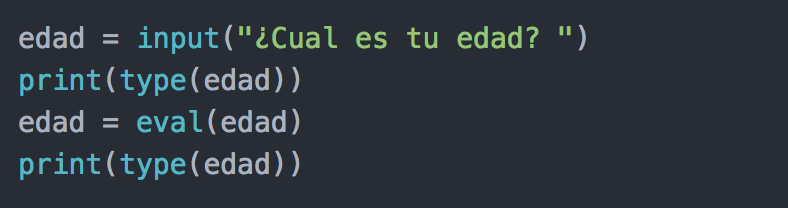 edad = input("¿Cual es tu edad? ")
print(type(edad))
edad = eval(edad)
print(type(edad))